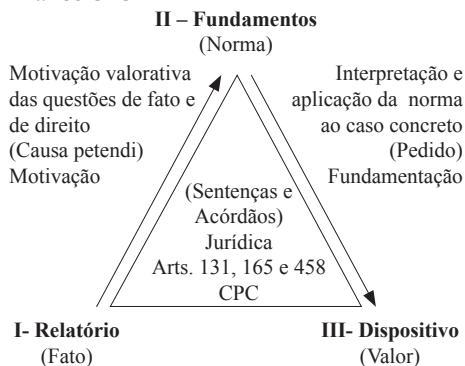 II – Fundamentos
(Norma)
Motivação valorativa
das questões de fato e
de direito
(Causa petendi)
Motivação
Interpretação e
aplicação da norma
ao caso concreto
(Pedido)
Fundamentação
(Sentenças e
Acórdãos)
Jurídica
Arts. 131, 165 e 458
CPC
I- Relatório
(Fato)
III- Dispositivo
(Valor)